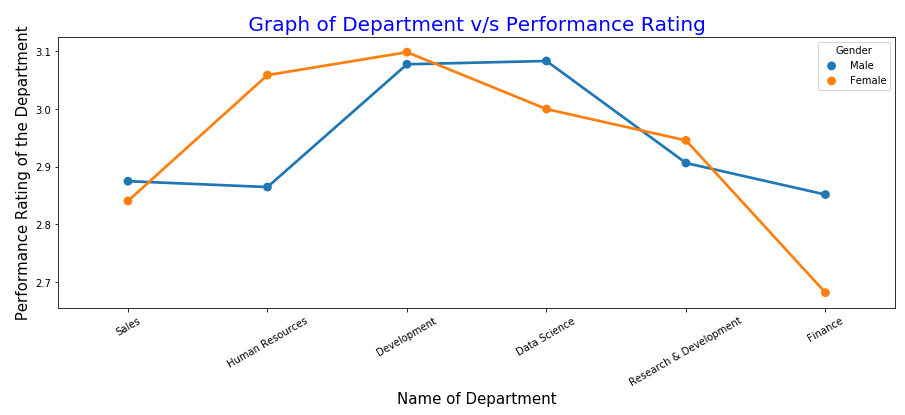 Graph of Department v/s Performance Rating
Performance Rating of the Department
3.1
3.0
2.9
2.8
2.7
Gender
Male
Female
Sales
Human Resources
Development
Data Science
Research & Development
Finance
Name of Department